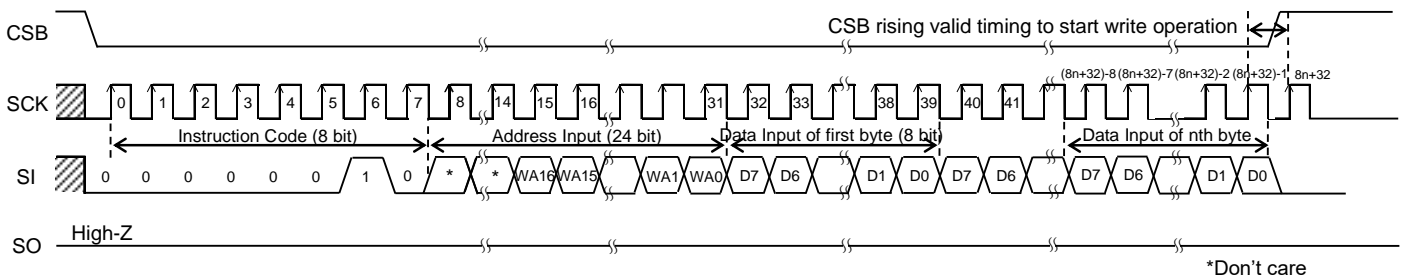 CSB
CSB rising valid timing to start write operation
(8n+32)-8 (8n+32)-7 (8n+32)-2 (8n+32)-1 8n+32
SCK 0 1 2 3 4 5 6 7 8 14 15 16 31 32 33 38 39 40 41
Instruction Code (8 bit) Address Input (24 bit) Data Input of first byte (8 bit) Data Input of nth byte
SI 0 0 0 0 0 0 1 0 * * WA16 WA15 WA1 WA0 D7 D6 D1 D0 D7 D6 D7 D6 D1 D0
High-Z
SO
*Don't care